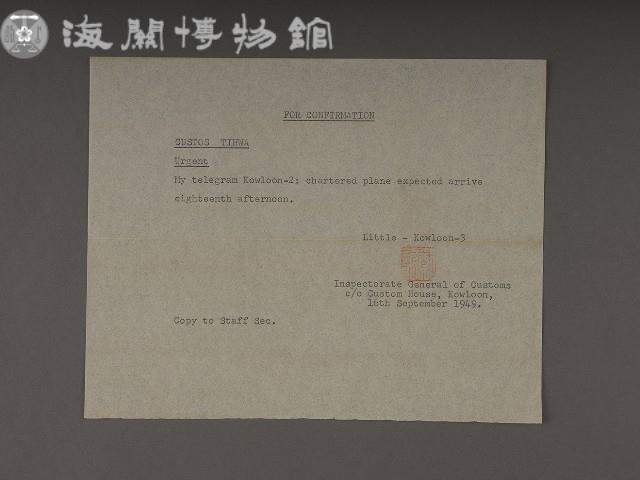 海關博物館
FOR CONFIRMATION
CUSTOS TIHWA
Urgent
My telegram Kowloon-2; chartered plane expected arrive
eighteenth afternoon.
Little - Kowloon-3
Inspectorate General of Customs
c/o Custom House, Kowloon,
16th September 1949.
Copy to Staff Sec.